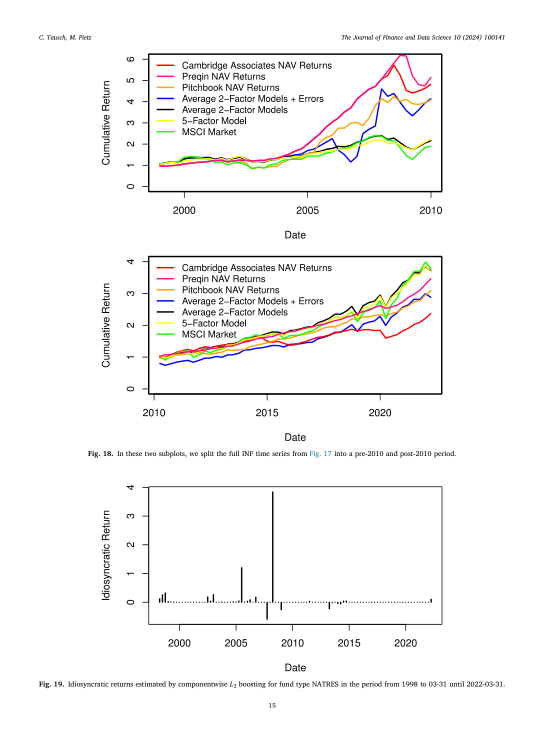 C. Tausch, M. Pietz
The Journal of Finance and Data Science 10 (2024) 100141
Cumulative Return
0 1 2 3 4 5 6
Cambridge Associates NAV Returns
Preqin NAV Returns
Pitchbook NAV Returns
Average 2−Factor Models + Errors
Average 2−Factor Models
5−Factor Model
MSCI Market
2000 2005 2010
Date
Cumulative Return
0 1 2 3 4
Cambridge Associates NAV Returns
Preqin NAV Returns
Pitchbook NAV Returns
Average 2−Factor Models + Errors
Average 2−Factor Models
5−Factor Model
MSCI Market
2010 2015 2020
Date
Fig. 18. In these two subplots, we split the full INF time series from Fig. 17 into a pre-2010 and post-2010 period.
Idiosyncratic Return
0 1 2 3 4
2000 2005 2010 2015 2020
Date
Fig. 19. Idiosyncratic returns estimated by componentwise L2 boosting for fund type NATRES in the period from 1998 to 03-31 until 2022-03-31.
15